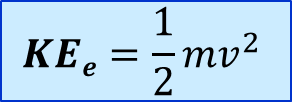 KEₑ = 1/2 mv²